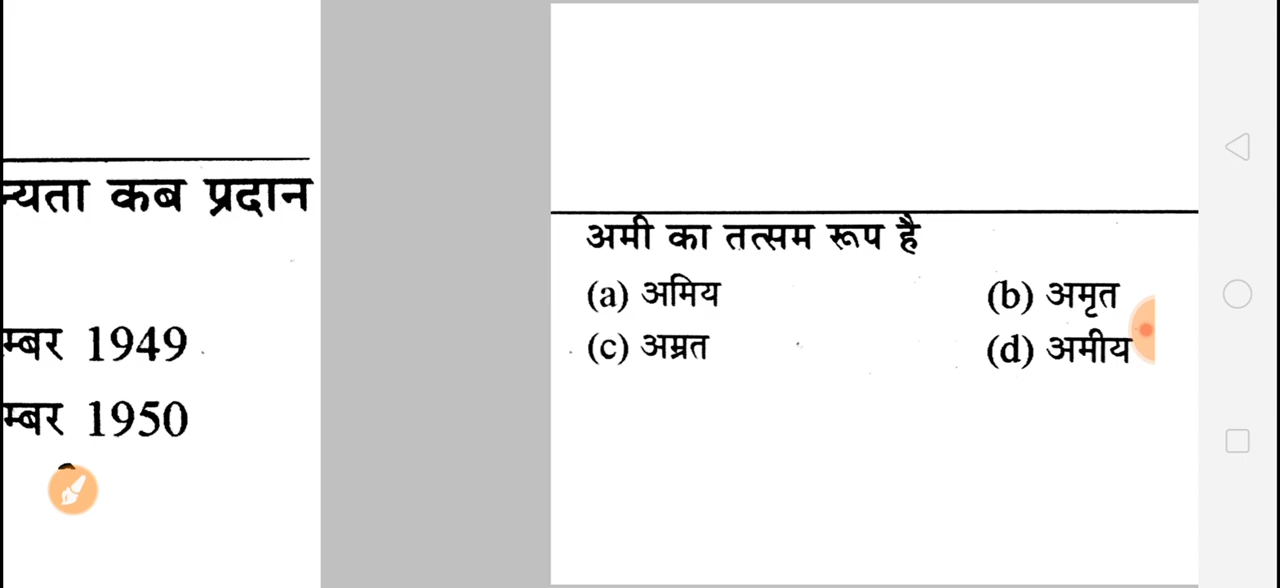 न्यता कब प्रदान
म्बर 1949
म्बर 1950
अमी का तत्सम रूप है
(a) अमिय
(b) अमृत
(c) अम्रत
(d) अमीय